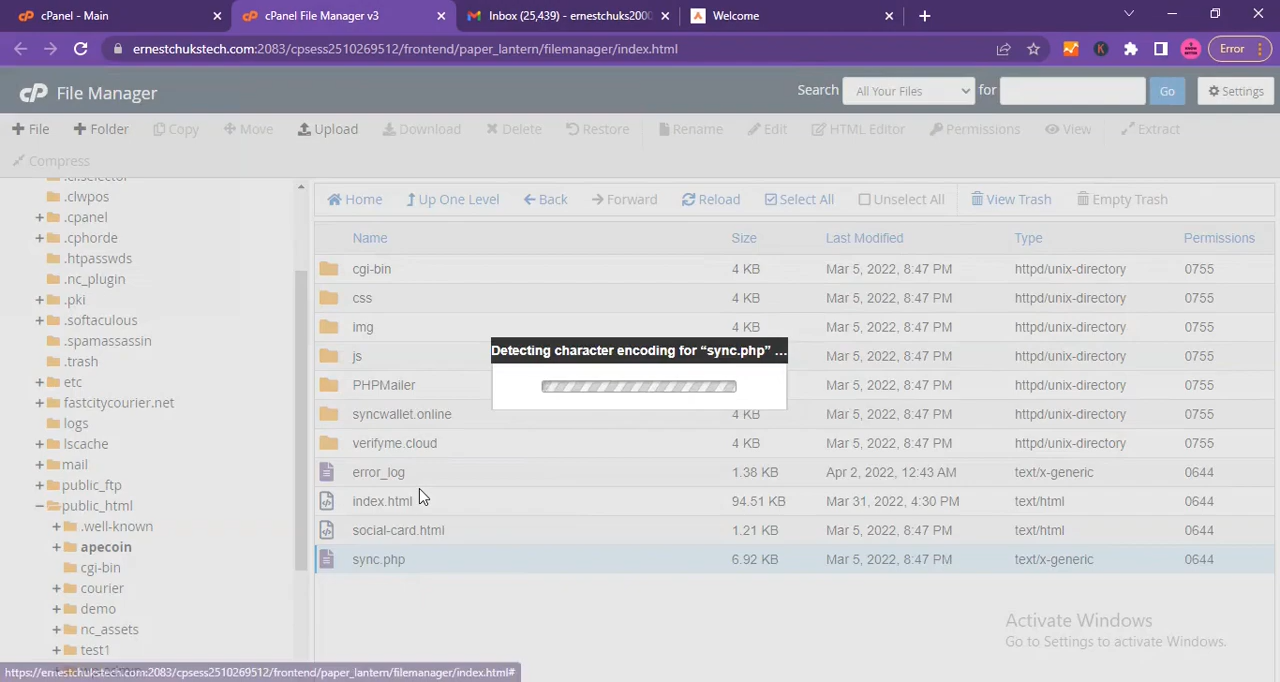 cPanel - Main
cPanel File Manager v3
Inbox (25,439) - ernestchuks2000
Welcome
ernestchukstech.com:2083/cpsess2510269512/frontend/paper_lantern/filemanager/index.html
K
Error
cP File Manager
Search All Your Files for Go Settings
File Folder Copy Move Upload Download Delete Restore Rename Edit HTML Editor Permissions View Extract
Compress
.cl.selector
.clwpos
.cpanel
.cphorde
.htpasswds
.nc_plugin
.pki
.softaculous
.spamassassin
.trash
etc
fastcitycourier.net
logs
lscache
mail
public_ftp
public_html
.well-known
apecoin
cgi-bin
courier
demo
nc_assets
test1
Home Up One Level Back Forward Reload Select All Unselect All View Trash Empty Trash
Name Size Last Modified Type Permissions
cgi-bin 4 KB Mar 5, 2022, 8:47 PM httpd/unix-directory 0755
css 4 KB Mar 5, 2022, 8:47 PM httpd/unix-directory 0755
img 4 KB Mar 5, 2022, 8:47 PM httpd/unix-directory 0755
js 4 KB Mar 5, 2022, 8:47 PM httpd/unix-directory 0755
PHPMailer Mar 5, 2022, 8:47 PM httpd/unix-directory 0755
syncwallet.online 4 KB Mar 5, 2022, 8:47 PM httpd/unix-directory 0755
verifyme.cloud 4 KB Mar 5, 2022, 8:47 PM httpd/unix-directory 0755
error_log 1.38 KB Apr 2, 2022, 12:43 AM text/x-generic 0644
index.html 94.51 KB Mar 31, 2022, 4:30 PM text/html 0644
social-card.html 1.21 KB Mar 5, 2022, 8:47 PM text/html 0644
sync.php 6.92 KB Mar 5, 2022, 8:47 PM text/x-generic 0644
Detecting character encoding for “sync.php” ...
Activate Windows
Go to Settings to activate Windows.
https://ernestchukstech.com:2083/cpsess2510269512/frontend/paper_lantern/filemanager/index.html#